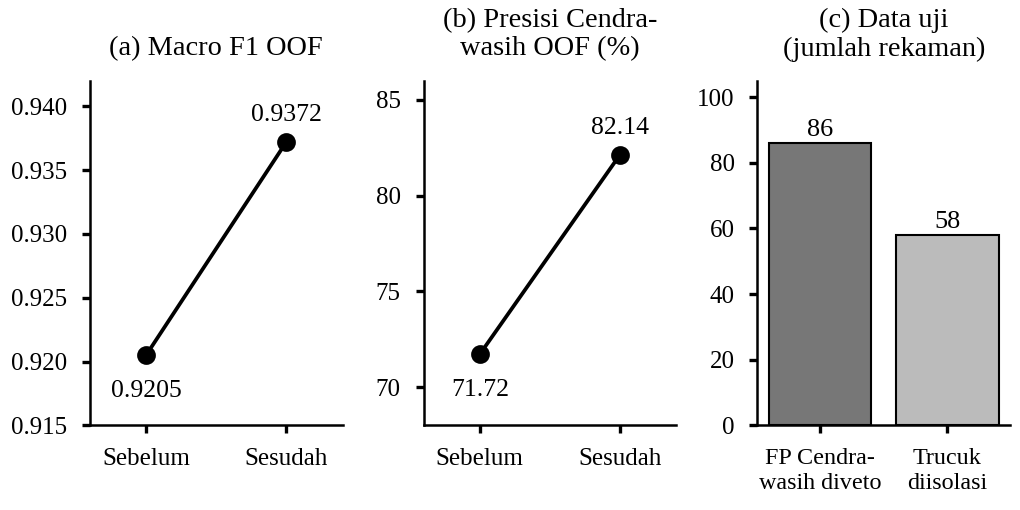 (a) Macro F1 OOF
0.940
0.935
0.930
0.925
0.920
0.915
0.9372
0.9205
Sebelum
Sesudah
(b) Presisi Cendra-
wasih OOF (%)
85
80
75
70
82.14
71.72
Sebelum
Sesudah
(c) Data uji
(jumlah rekaman)
100
80
60
40
20
0
86
58
FP Cendra-
wasih diveto
Trucuk
diisolasi